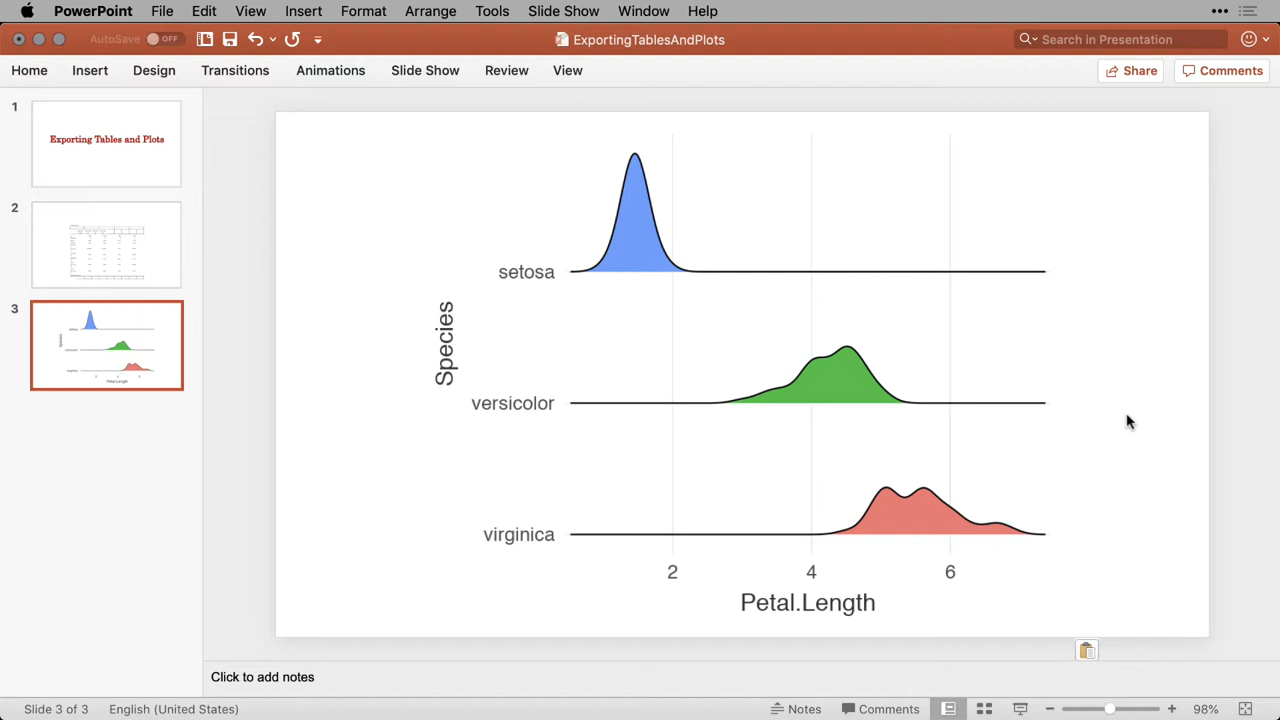 PowerPoint File Edit View Insert Format Arrange Tools Slide Show Window Help
AutoSave OFF
ExportingTablesAndPlots
Search in Presentation
Home Insert Design Transitions Animations Slide Show Review View
Share Comments
1
Exporting Tables and Plots
2
3
setosa
versicolor
virginica
Species
2 4 6
Petal.Length
Click to add notes
Slide 3 of 3 English (United States)
Notes Comments
98%